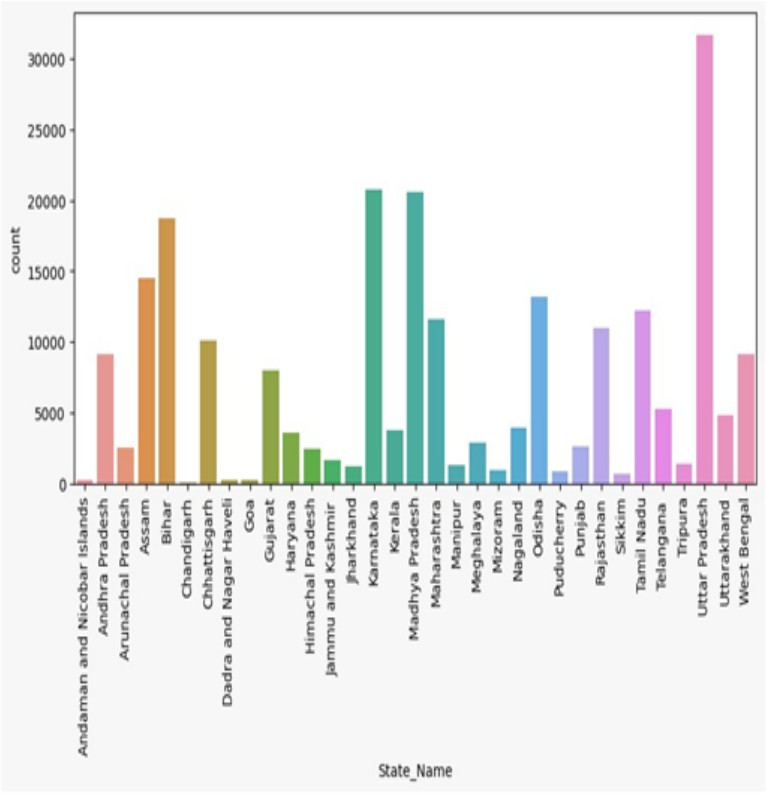 30000
25000
20000
15000
10000
5000
0
count
Andaman and Nicobar Islands
Andhra Pradesh
Arunachal Pradesh
Assam
Bihar
Chandigarh
Chhattisgarh
Dadra and Nagar Haveli
Goa
Gujarat
Haryana
Himachal Pradesh
Jammu and Kashmir
Jharkhand
Karnataka
Kerala
Madhya Pradesh
Maharashtra
Manipur
Meghalaya
Mizoram
Nagaland
Odisha
Puducherry
Punjab
Rajasthan
Sikkim
Tamil Nadu
Telangana
Tripura
Uttar Pradesh
Uttarakhand
West Bengal
State_Name